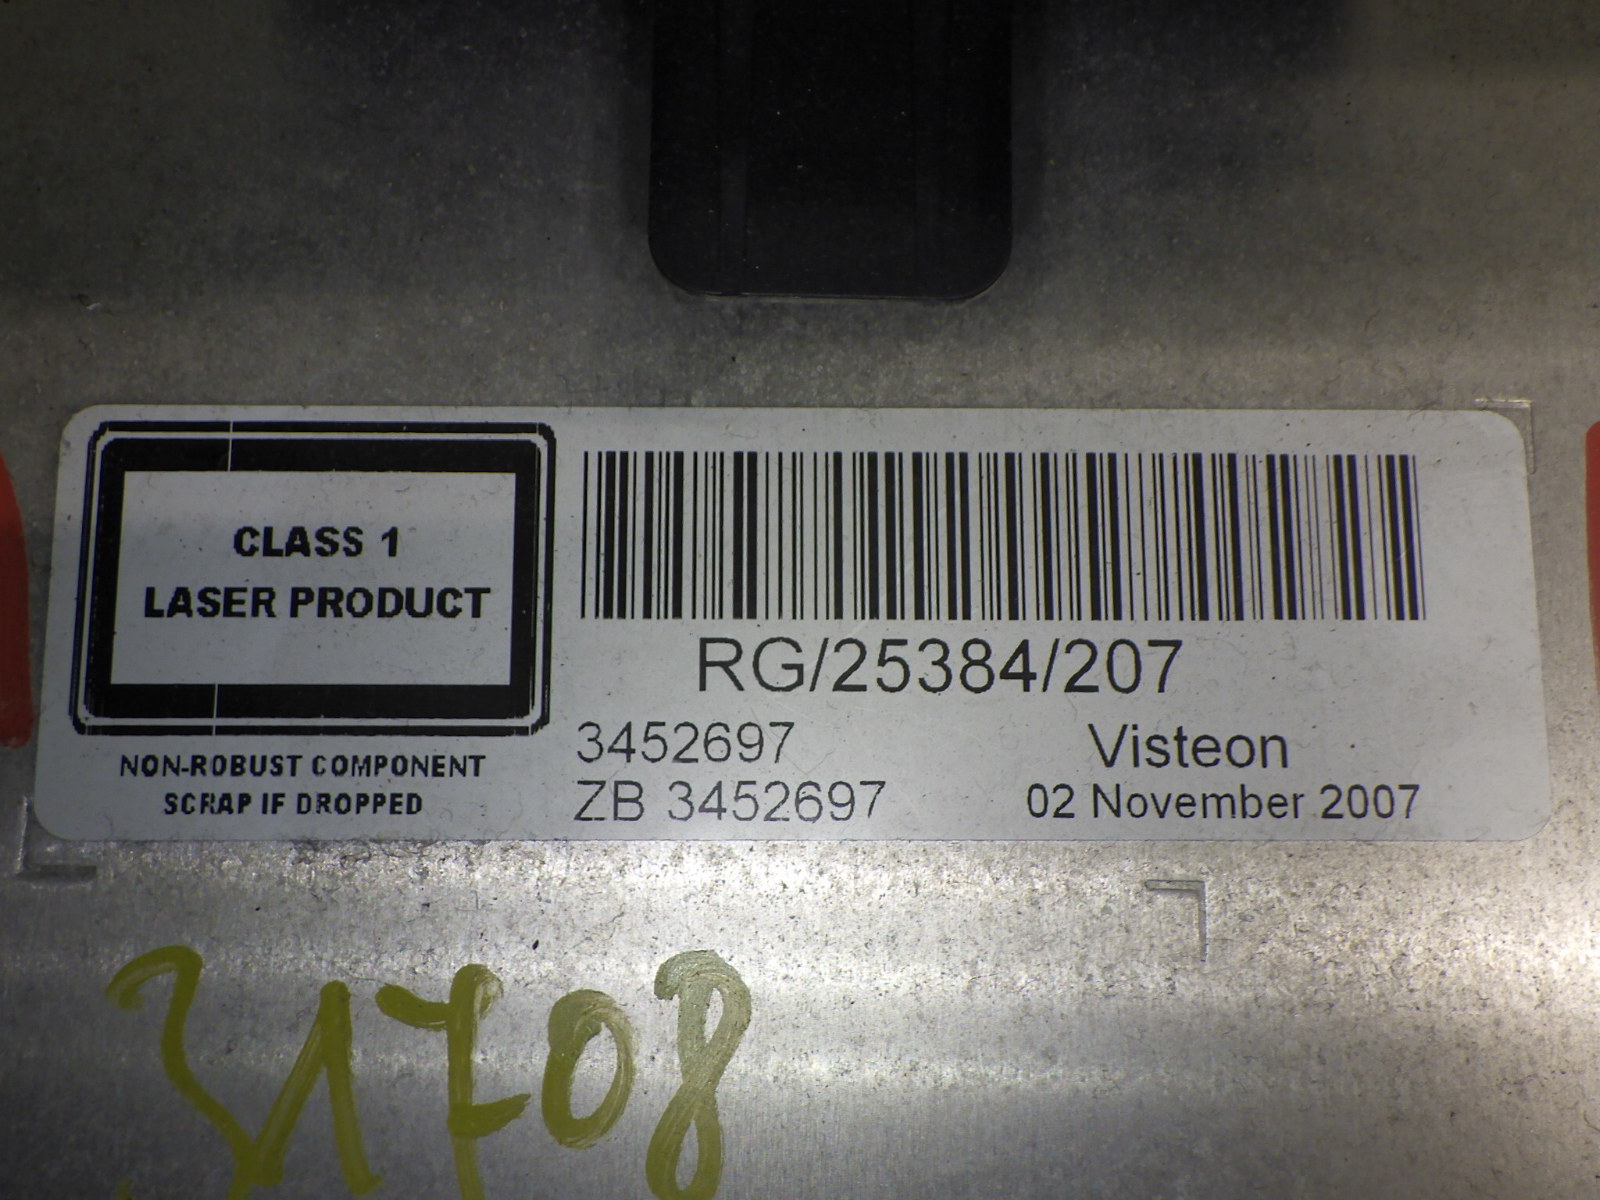 CLASS 1
LASER PRODUCT
NON-ROBUST COMPONENT
SCRAP IF DROPPED
RG/25384/207
3452697
ZB 3452697
Visteon
02 November 2007
31708